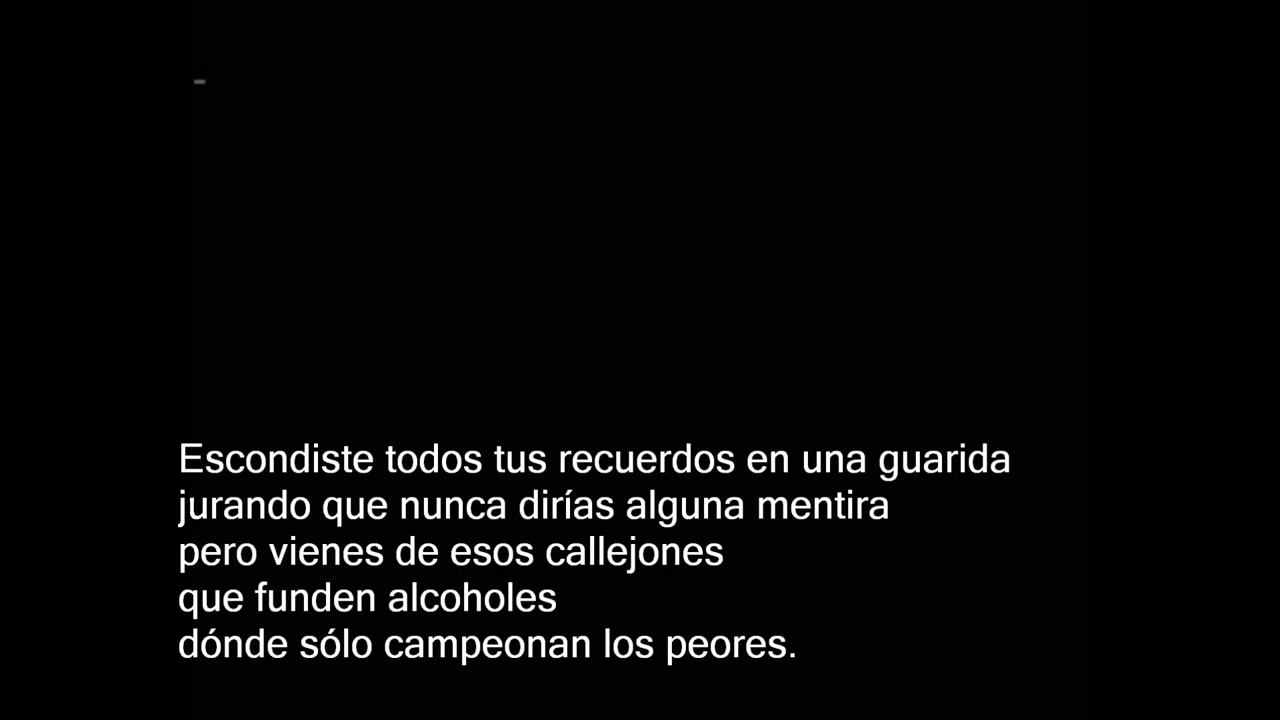 -
Escondiste todos tus recuerdos en una guarida
jurando que nunca dirías alguna mentira
pero vienes de esos callejones
que funden alcoholes
dónde sólo campeonan los peores.